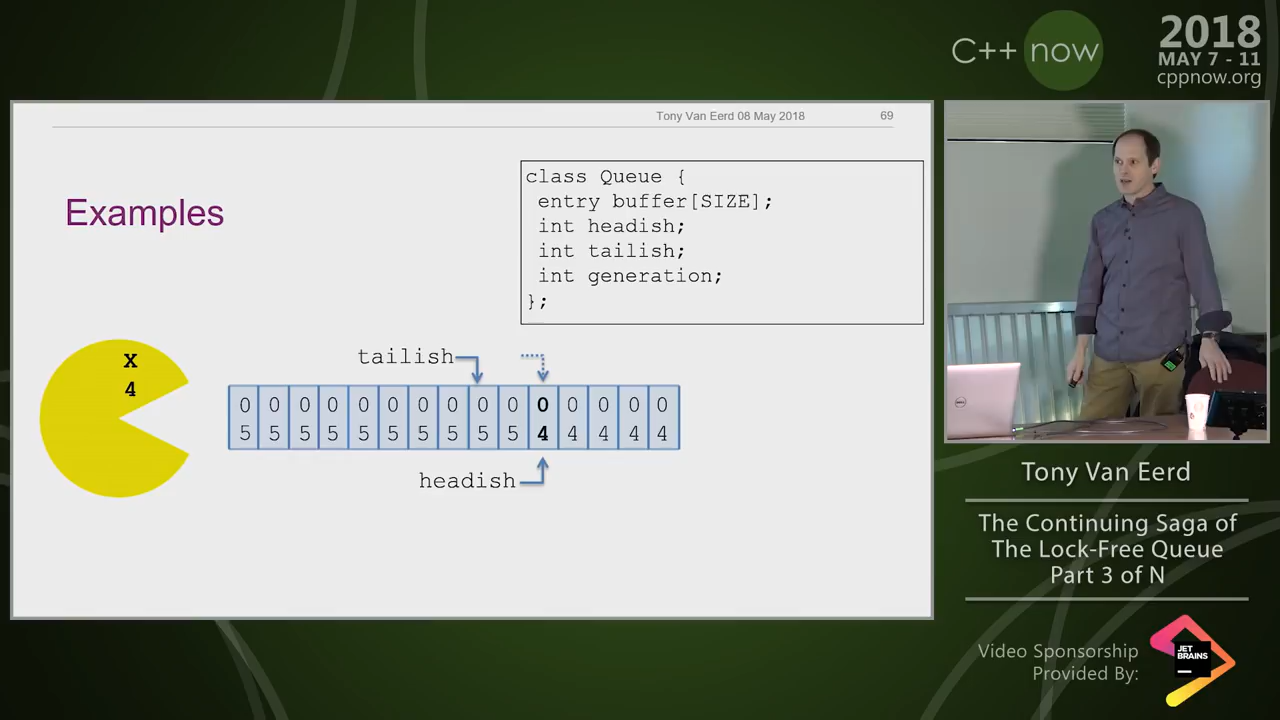 C++ now
2018
MAY 7 - 11
cppnow.org
Tony Van Eerd 08 May 2018 69
Examples
class Queue {
entry buffer[SIZE];
int headish;
int tailish;
int generation;
};
X
4
tailish
0 0 0 0 0 0 0 0 0 0 0 0 0 0 0
5 5 5 5 5 5 5 5 5 5 4 4 4 4 4
headish
Tony Van Eerd
The Continuing Saga of
The Lock-Free Queue
Part 3 of N
Video Sponsorship
Provided By:
JET
BRAINS